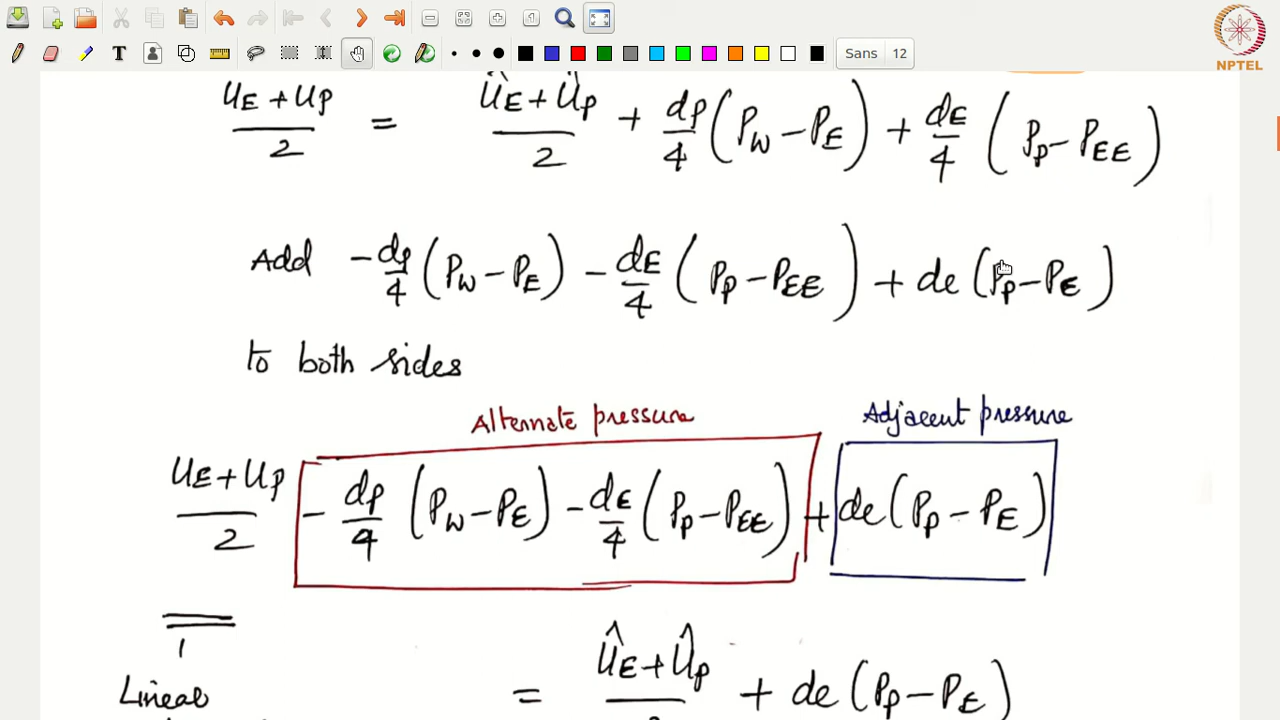 Sans 12
NPTEL
(uE + uP)/2 = (ûE + ûP)/2 + dP/4 (PW − PE) + dE/4 (PP − PEE)
Add − dP/4 (PW − PE) − dE/4 (PP − PEE) + de (PP − PE)
to both sides
Alternate pressure Adjacent pressure
(uE + uP)/2 − dP/4 (PW − PE) − dE/4 (PP − PEE) + de (PP − PE)
Linear = ûE + ûP + de (PP − PE)